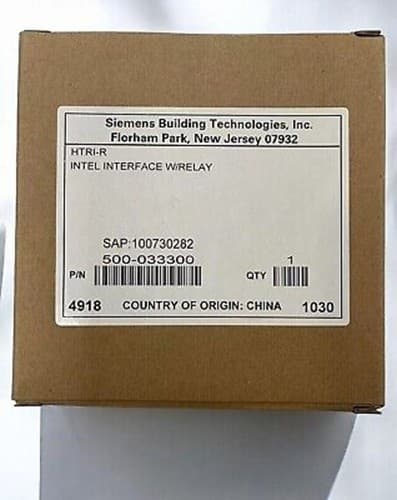 Siemens Building Technologies, Inc.
Florham Park, New Jersey 07932
HTRI-R
INTEL INTERFACE W/RELAY
SAP:100730282
500-033300 1
P/N QTY
4918 COUNTRY OF ORIGIN: CHINA 1030